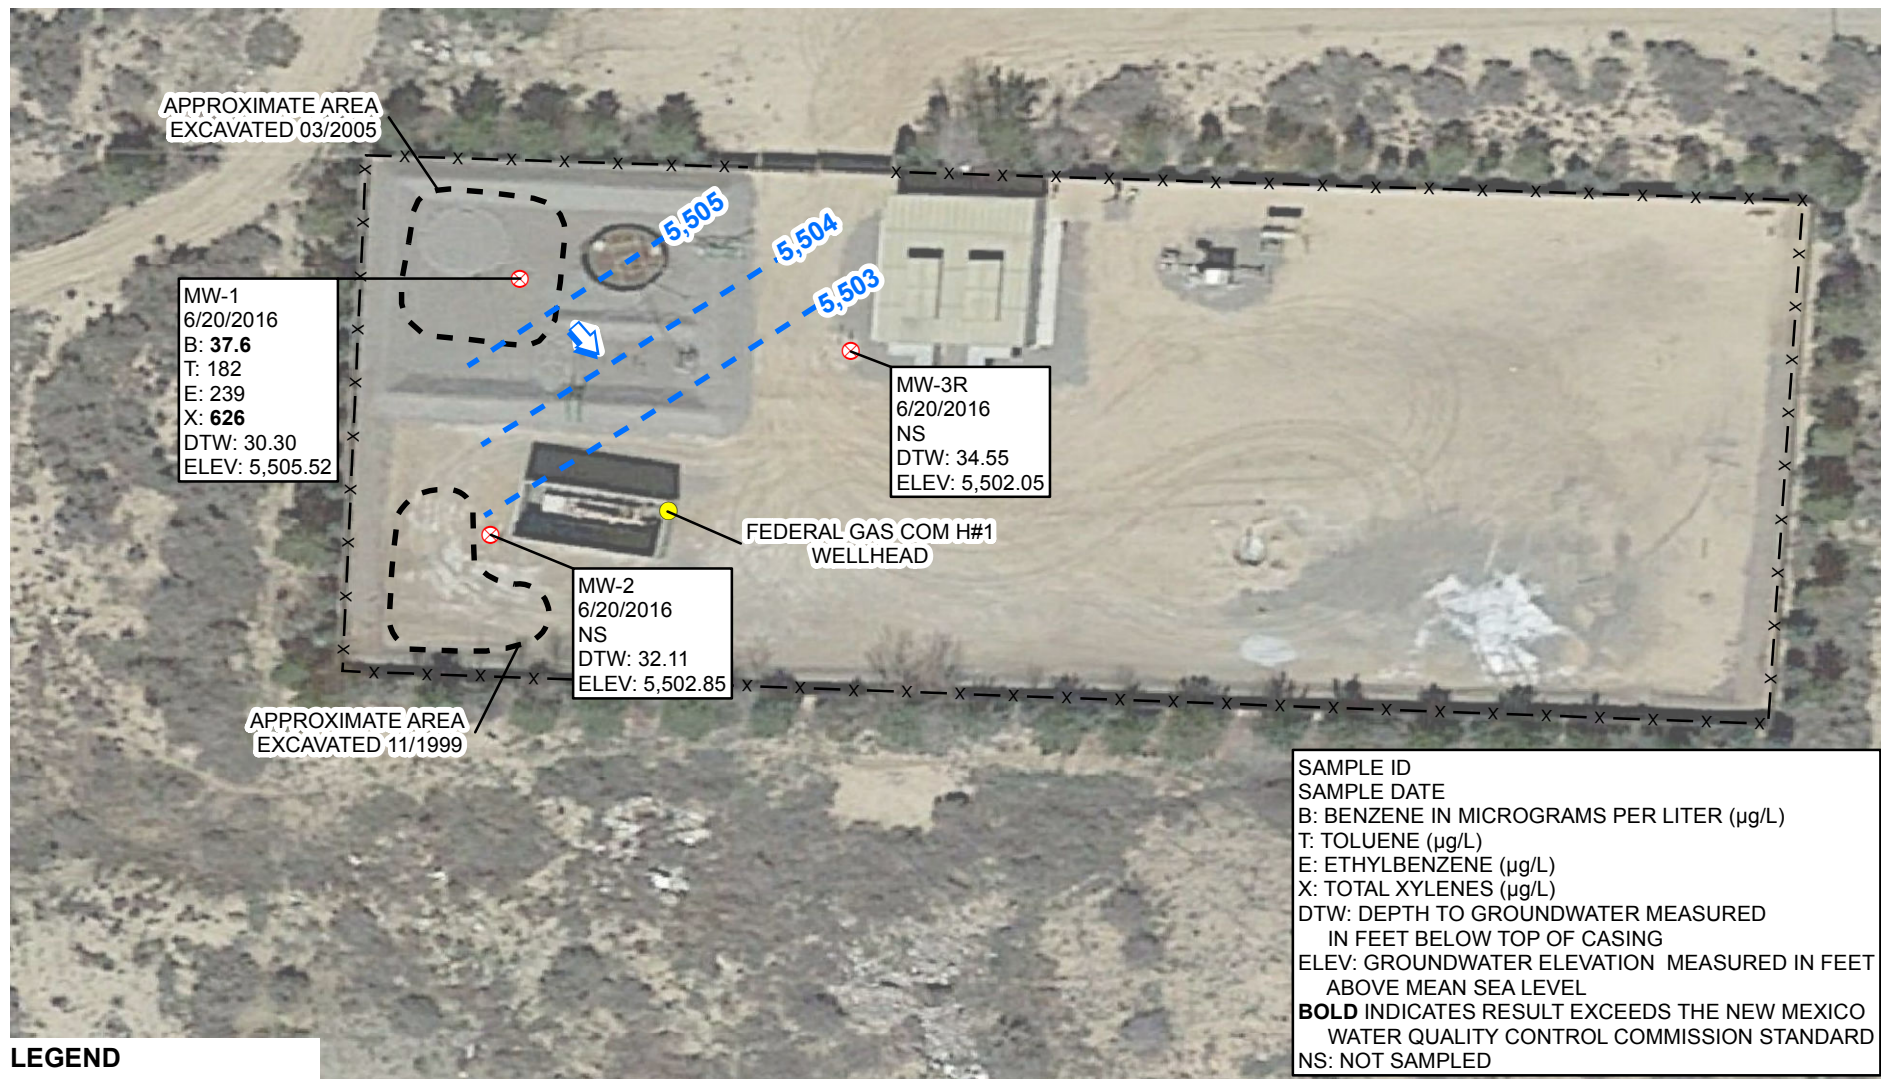 APPROXIMATE AREA
EXCAVATED 03/2005
5,505
5,504
5,503
MW-1
6/20/2016
B: 37.6
T: 182
E: 239
X: 626
DTW: 30.30
ELEV: 5,505.52
MW-3R
6/20/2016
NS
DTW: 34.55
ELEV: 5,502.05
FEDERAL GAS COM H#1
WELLHEAD
MW-2
6/20/2016
NS
DTW: 32.11
ELEV: 5,502.85
APPROXIMATE AREA
EXCAVATED 11/1999
SAMPLE ID
SAMPLE DATE
B: BENZENE IN MICROGRAMS PER LITER (µg/L)
T: TOLUENE (µg/L)
E: ETHYLBENZENE (µg/L)
X: TOTAL XYLENES (µg/L)
DTW: DEPTH TO GROUNDWATER MEASURED
IN FEET BELOW TOP OF CASING
ELEV: GROUNDWATER ELEVATION MEASURED IN FEET
ABOVE MEAN SEA LEVEL
BOLD INDICATES RESULT EXCEEDS THE NEW MEXICO
WATER QUALITY CONTROL COMMISSION STANDARD
NS: NOT SAMPLED
LEGEND